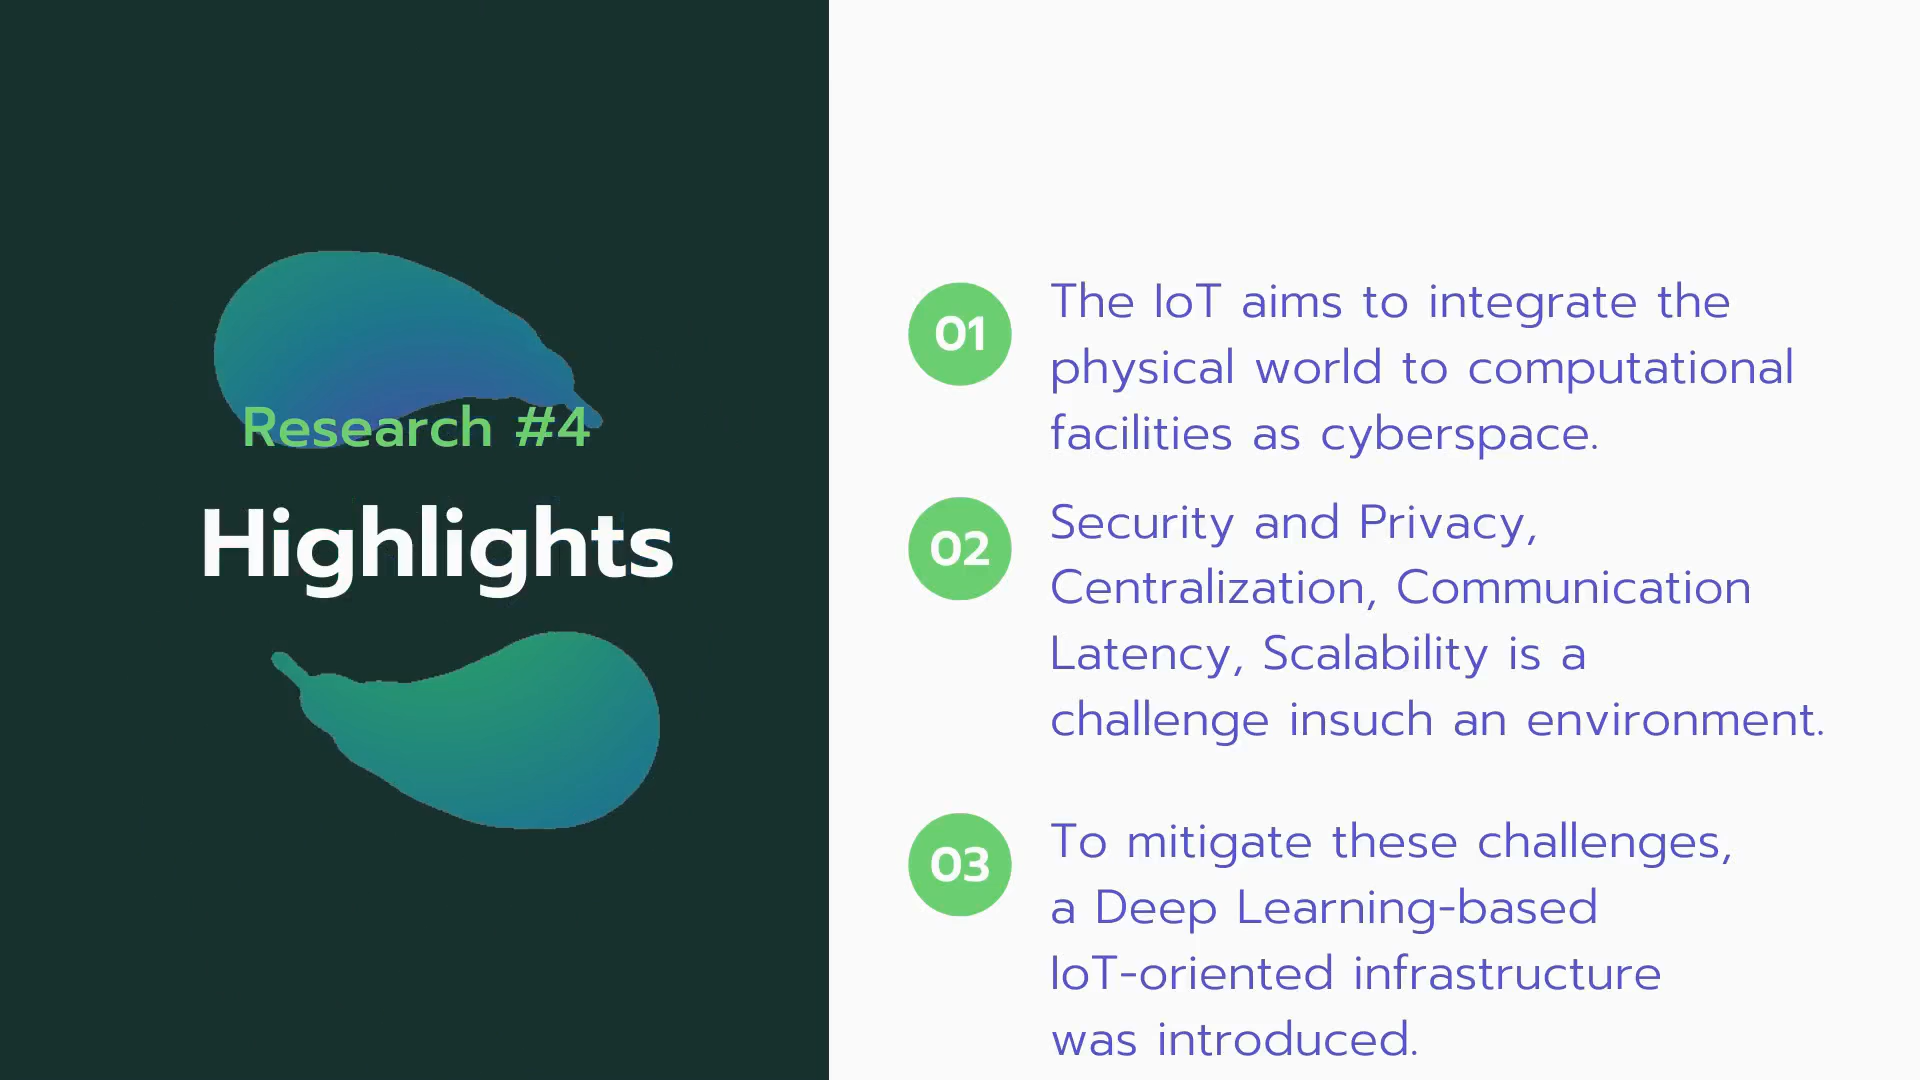 Research #4
Highlights
01
The IoT aims to integrate the
physical world to computational
facilities as cyberspace.
02
Security and Privacy,
Centralization, Communication
Latency, Scalability is a
challenge insuch an environment.
03
To mitigate these challenges,
a Deep Learning-based
IoT-oriented infrastructure
was introduced.